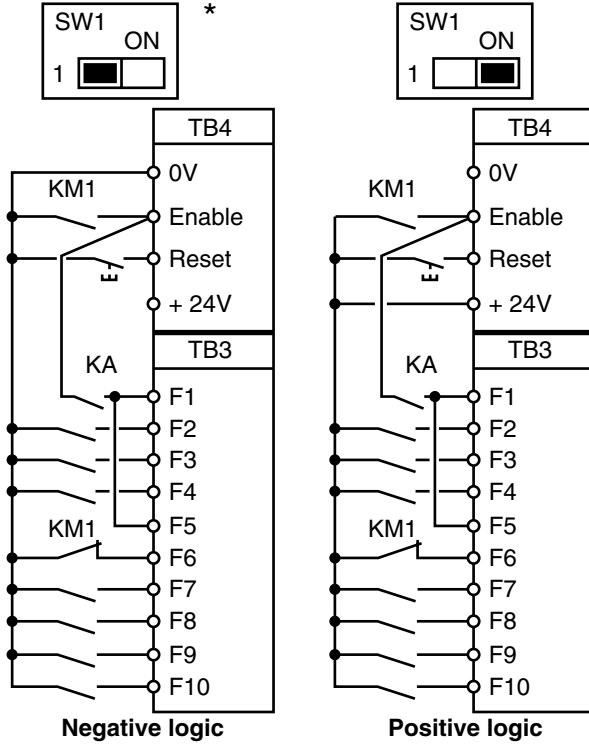 SW1
ON
1
*
TB4
0V
KM1
Enable
Reset
+ 24V
TB3
KA
F1
F2
F3
F4
F5
KM1
F6
F7
F8
F9
F10
Negative logic
SW1
ON
1
TB4
0V
KM1
Enable
Reset
+ 24V
TB3
KA
F1
F2
F3
F4
F5
KM1
F6
F7
F8
F9
F10
Positive logic